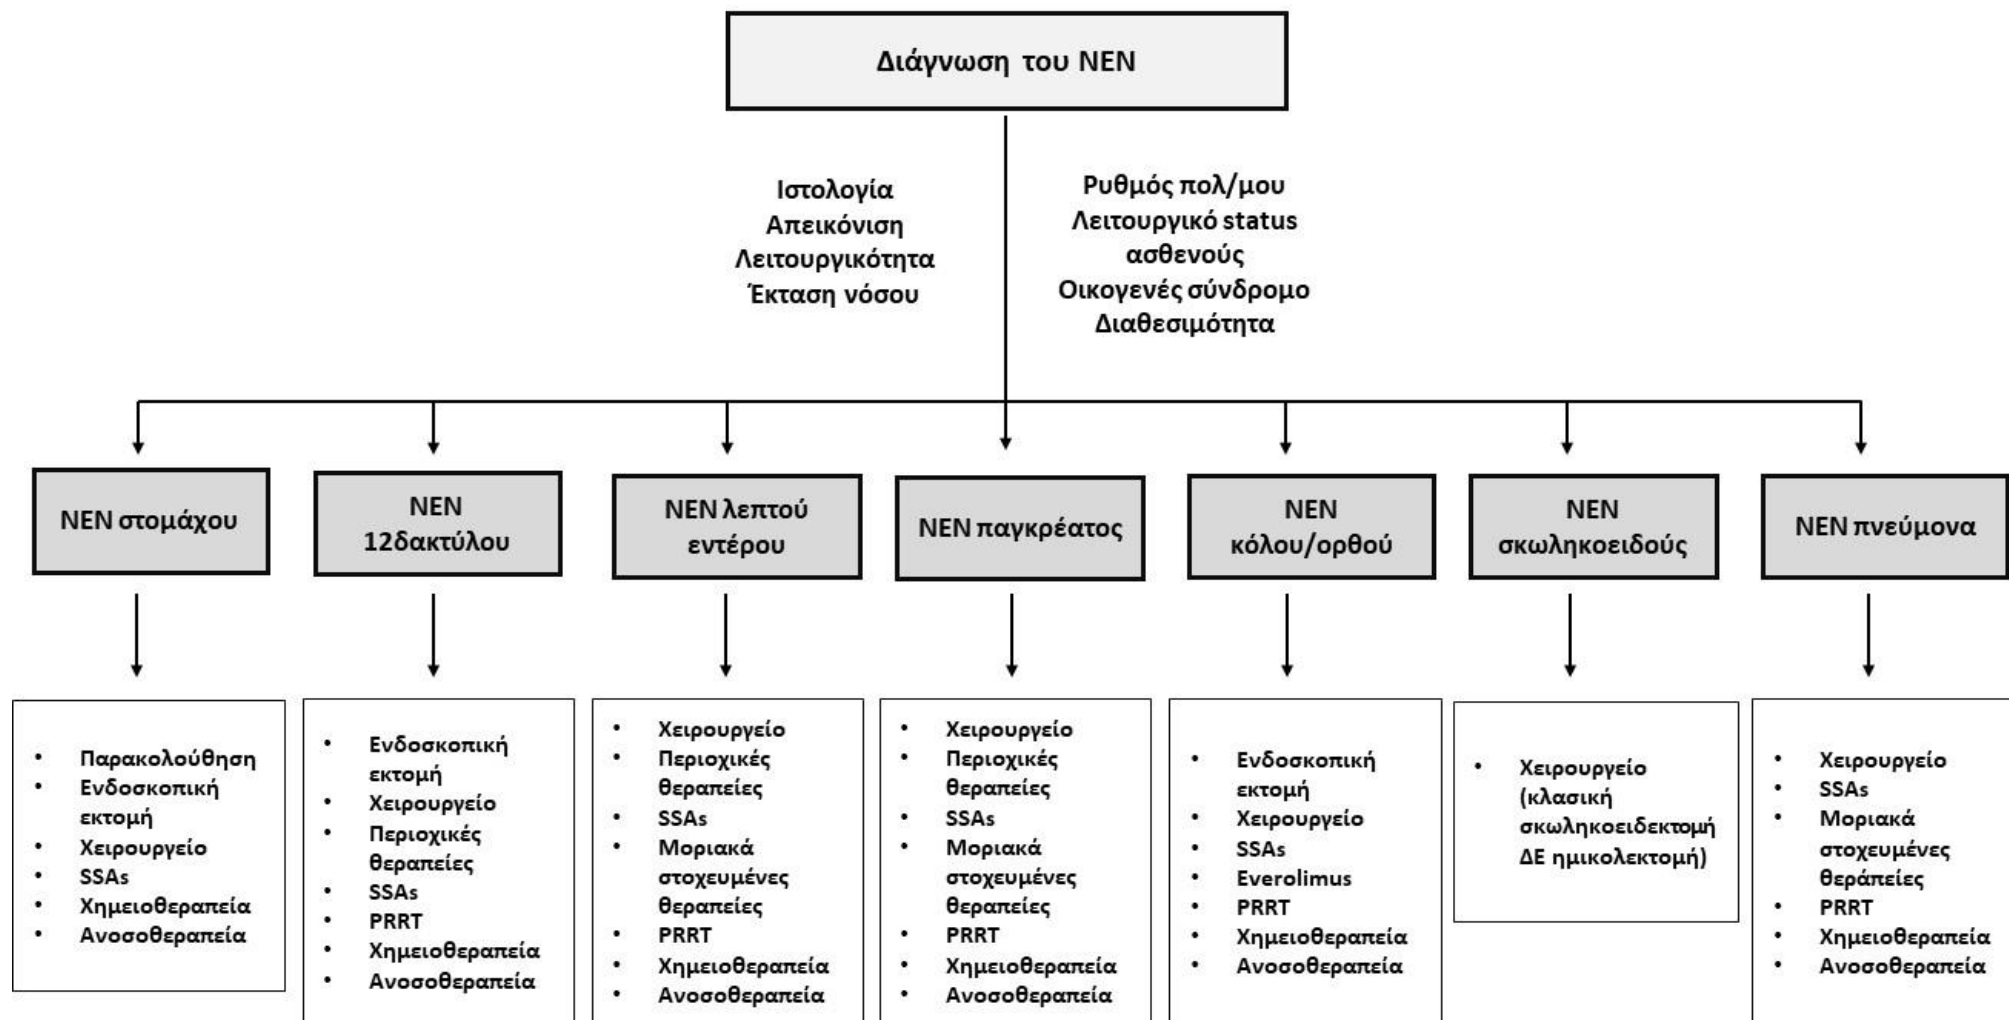 Διάγνωση του ΝΕΝ
Ιστολογία
Απεικόνιση
Λειτουργικότητα
Έκταση νόσου
Ρυθμός πολ/μου
Λειτουργικό status
ασθενούς
Οικογενές σύνδρομο
Διαθεσιμότητα
ΝΕΝ στομάχου
ΝΕΝ
12δακτύλου
ΝΕΝ λεπτού
εντέρου
ΝΕΝ παγκρέατος
ΝΕΝ
κόλου/ορθού
ΝΕΝ
σκωληκοειδούς
ΝΕΝ πνεύμονα
• Παρακολούθηση
• Ενδοσκοπική
εκτομή
• Χειρουργείο
• SSAs
• Χημειοθεραπεία
• Ανοσοθεραπεία
• Ενδοσκοπική
εκτομή
• Χειρουργείο
• Περιοχικές
θεραπείες
• SSAs
• PRRT
• Χημειοθεραπεία
• Ανοσοθεραπεία
• Χειρουργείο
• Περιοχικές
θεραπείες
• SSAs
• Μοριακά
στοχευμένες
θεραπείες
• PRRT
• Χημειοθεραπεία
• Ανοσοθεραπεία
• Χειρουργείο
• Περιοχικές
θεραπείες
• SSAs
• Μοριακά
στοχευμένες
θεραπείες
• PRRT
• Χημειοθεραπεία
• Ανοσοθεραπεία
• Ενδοσκοπική
εκτομή
• Χειρουργείο
• SSAs
• Everolimus
• PRRT
• Χημειοθεραπεία
• Ανοσοθεραπεία
• Χειρουργείο
(κλασική
σκωληκοειδεκτομή
ΔΕ ημικολεκτομή)
• Χειρουργείο
• SSAs
• Μοριακά
στοχευμένες
θεράπείες
• PRRT
• Χημειοθεραπεία
• Ανοσοθεραπεία